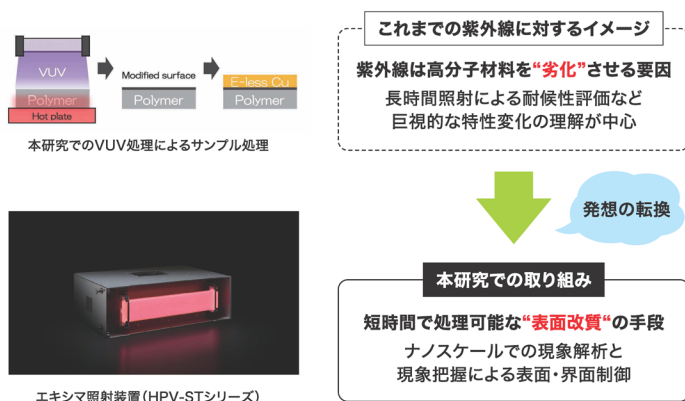 VUV
Polymer
Hot plate
Modified surface
Polymer
E-less Cu
Polymer
本研究でのVUV処理によるサンプル処理
エキシマ照射装置（HPV-STシリーズ）
これまでの紫外線に対するイメージ
紫外線は高分子材料を“劣化”させる要因
長時間照射による耐候性評価など
巨視的な特性変化の理解が中心
発想の転換
本研究での取り組み
短時間で処理可能な“表面改質“の手段
ナノスケールでの現象解析と
現象把握による表面・界面制御